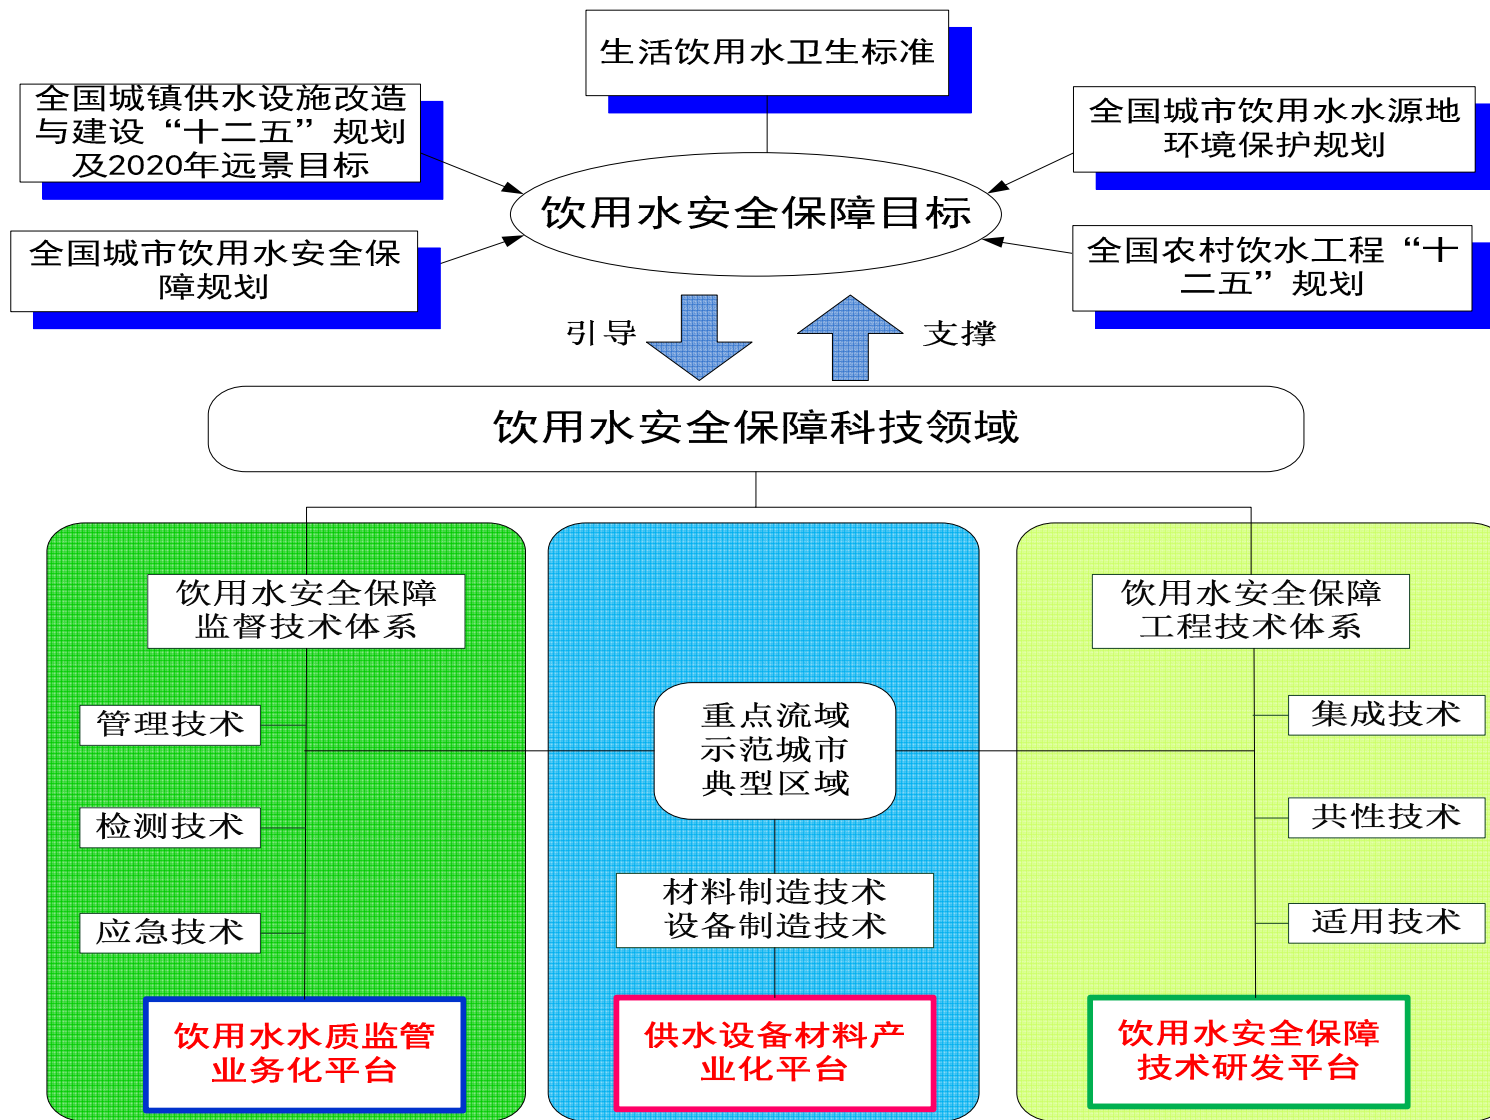 生活饮用水卫生标准
全国城镇供水设施改造
与建设“十二五”规划
及2020年远景目标
全国城市饮用水水源地
环境保护规划
饮用水安全保障目标
全国城市饮用水安全保
障规划
全国农村饮水工程“十
二五”规划
引导
支撑
饮用水安全保障科技领域
饮用水安全保障
监督技术体系
饮用水安全保障
工程技术体系
管理技术
检测技术
应急技术
重点流域
示范城市
典型区域
集成技术
共性技术
适用技术
材料制造技术
设备制造技术
饮用水水质监管
业务化平台
供水设备材料产
业化平台
饮用水安全保障
技术研发平台